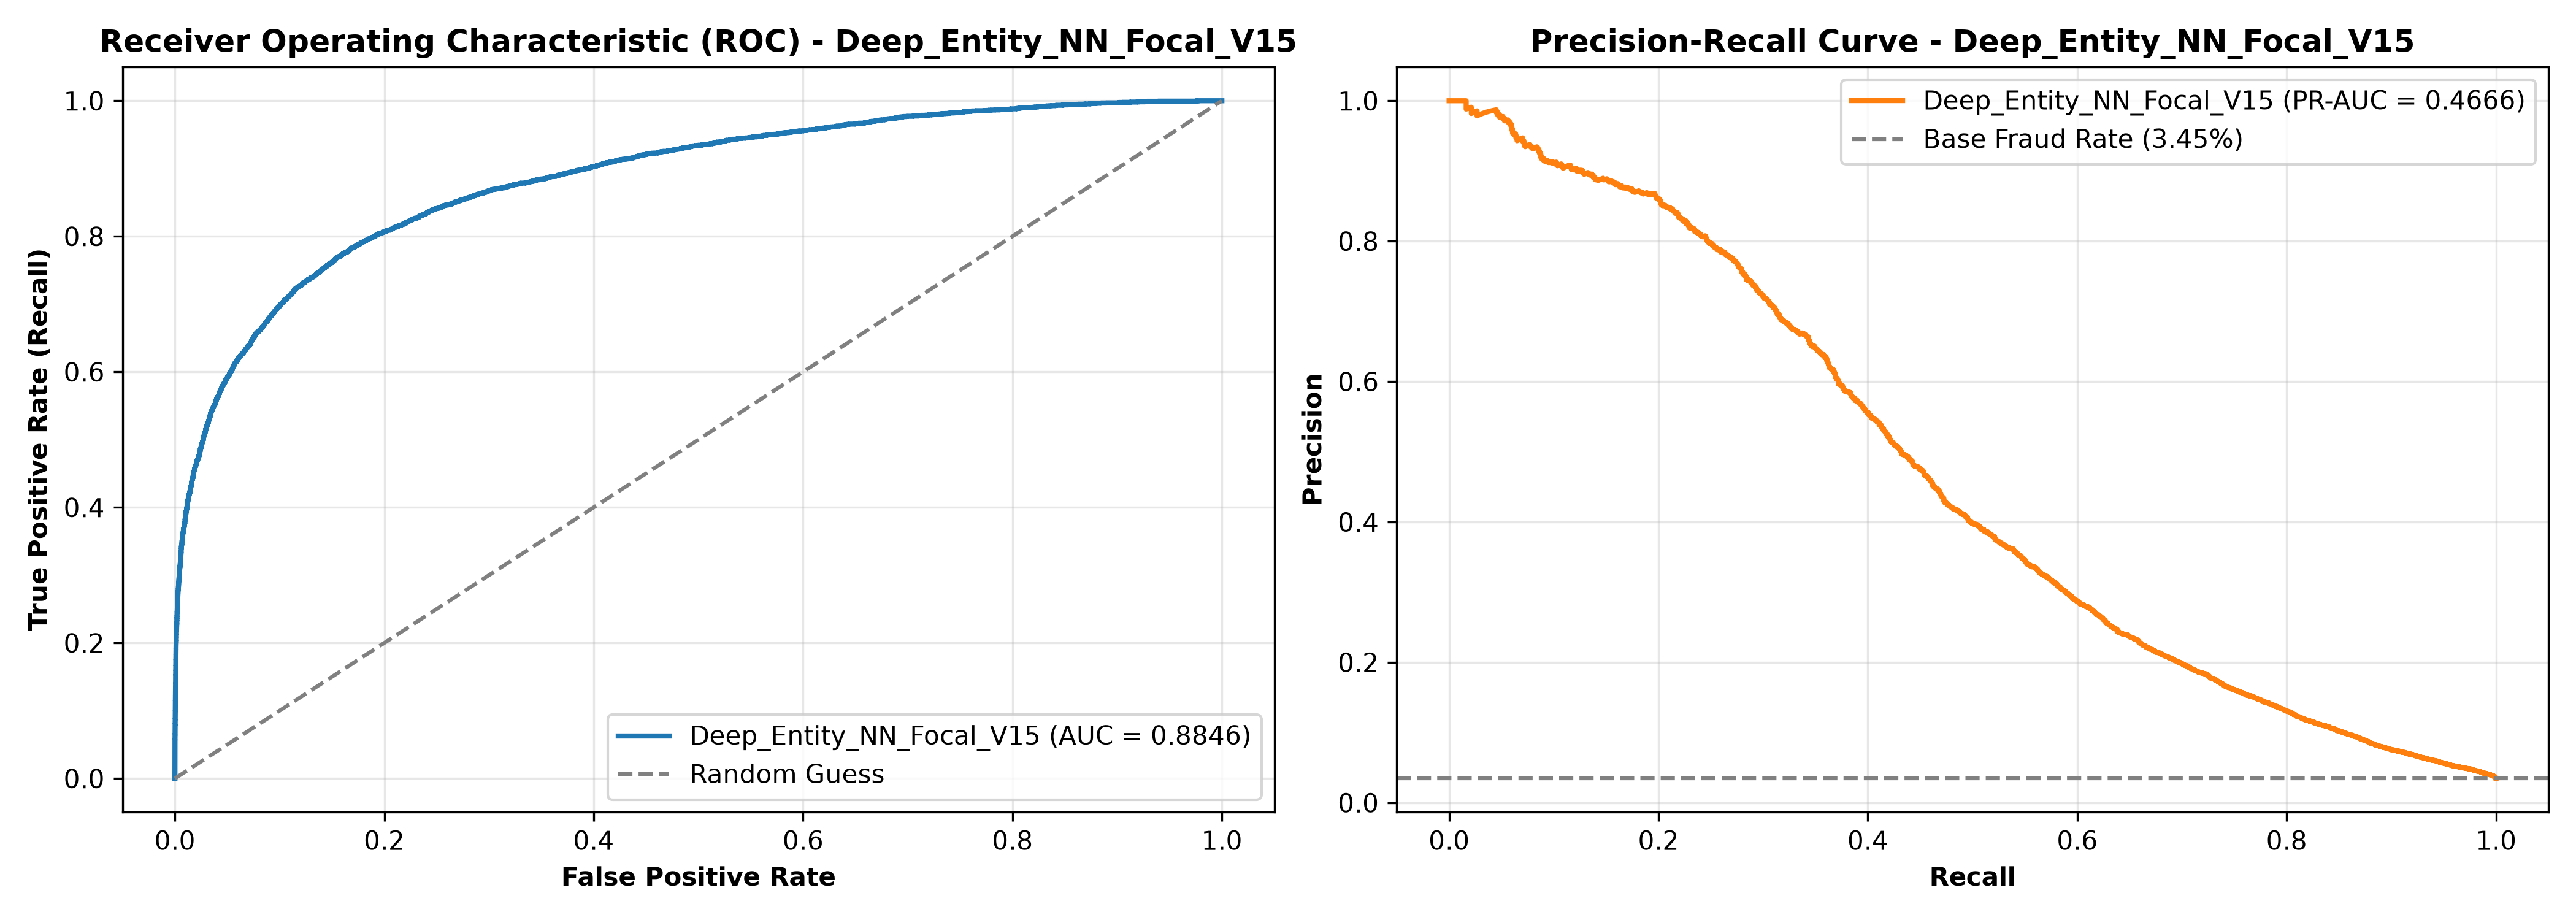 Receiver Operating Characteristic (ROC) - Deep_Entity_NN_Focal_V15
True Positive Rate (Recall)
1.0
0.8
0.6
0.4
0.2
0.0
Deep_Entity_NN_Focal_V15 (AUC = 0.8846)
Random Guess
0.0 0.2 0.4 0.6 0.8 1.0
False Positive Rate
Precision-Recall Curve - Deep_Entity_NN_Focal_V15
Precision
1.0
0.8
0.6
0.4
0.2
0.0
Deep_Entity_NN_Focal_V15 (PR-AUC = 0.4666)
Base Fraud Rate (3.45%)
0.0 0.2 0.4 0.6 0.8 1.0
Recall